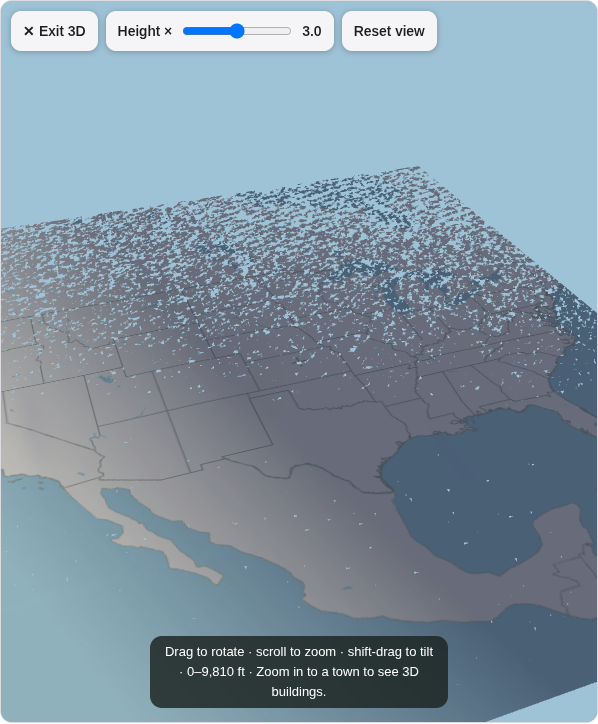 ✕ Exit 3D
Height × 3.0
Reset view
Drag to rotate · scroll to zoom · shift-drag to tilt
· 0–9,810 ft · Zoom in to a town to see 3D
buildings.